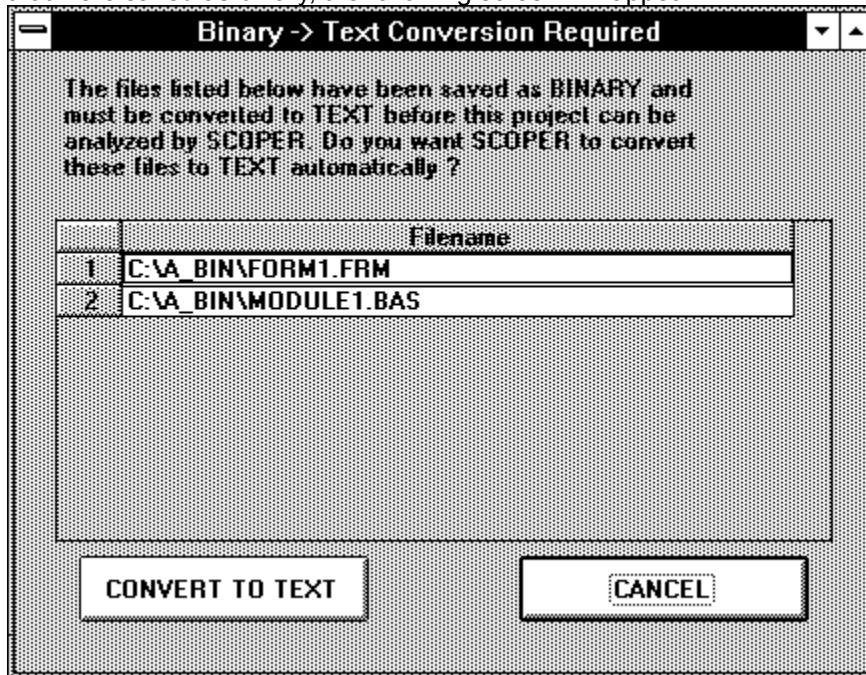 Binary -> Text Conversion Required
The files listed below have been saved as BINARY and
must be converted to TEXT before this project can be
analyzed by SCOPER. Do you want SCOPER to convert
these files to TEXT automatically ?
Filename
1 C:\A_BIN\FORM1.FRM
2 C:\A_BIN\MODULE1.BAS
CONVERT TO TEXT CANCEL